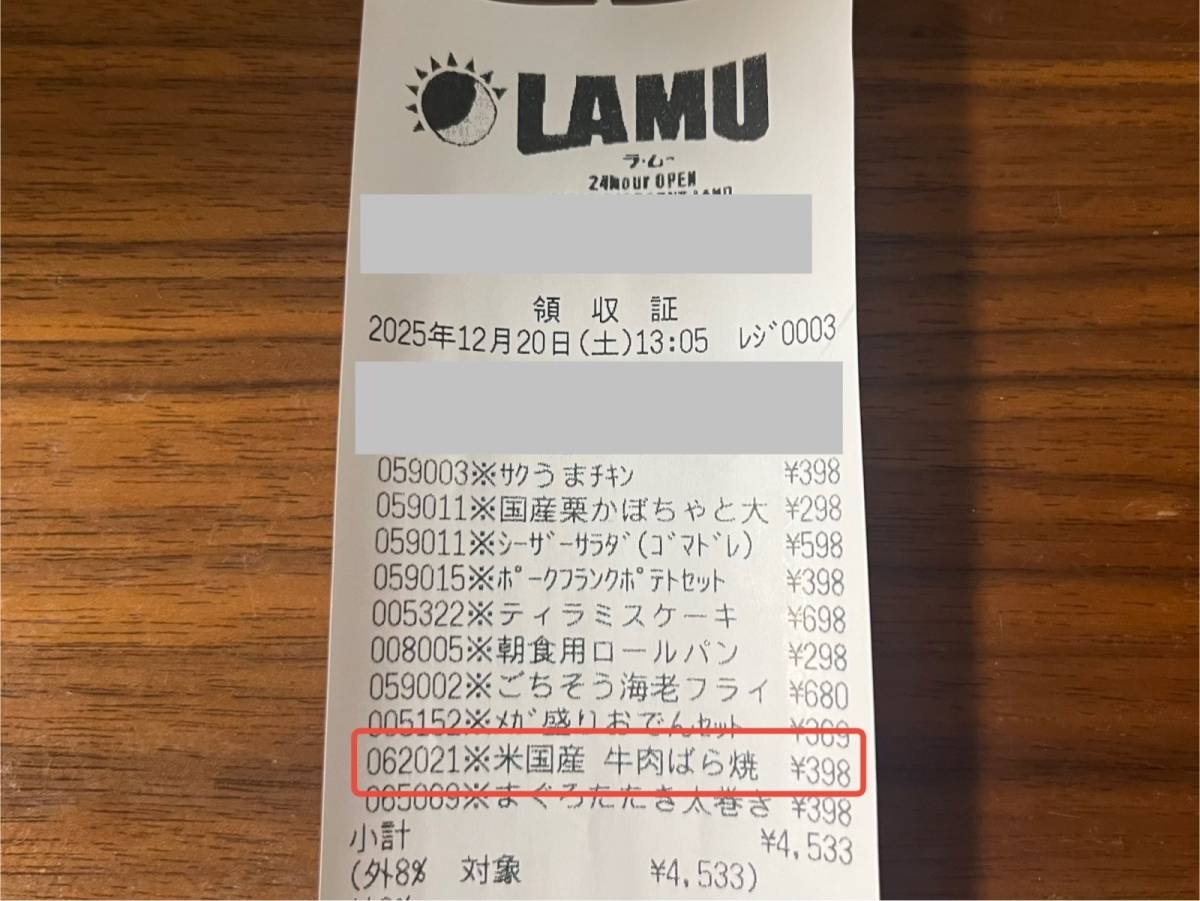 LAMU
ラ・ムー
24hour OPEN
領収証
2025年12月20日(土)13:05 ﾚｼﾞ0003
059003※ｻｸうまﾁｷﾝ ¥398
059011※国産栗かぼちゃと大 ¥298
059011※ｼｰｻﾞｰｻﾗﾀﾞ(ｺﾞﾏﾄﾞﾚ) ¥598
059015※ﾎﾟｰｸﾌﾗﾝｸﾎﾟﾃﾄｾｯﾄ ¥398
005322※ティラミスケーキ ¥698
008005※朝食用ロールパン ¥298
059002※ごちそう海老フライ ¥680
005152※ﾒｶﾞ盛りおでんｾｯﾄ ¥369
062021※米国産 牛肉ばら焼 ¥398
065069※まぐろたたき太巻き ¥398
小計 ¥4,533
(外8% 対象 ¥4,533)